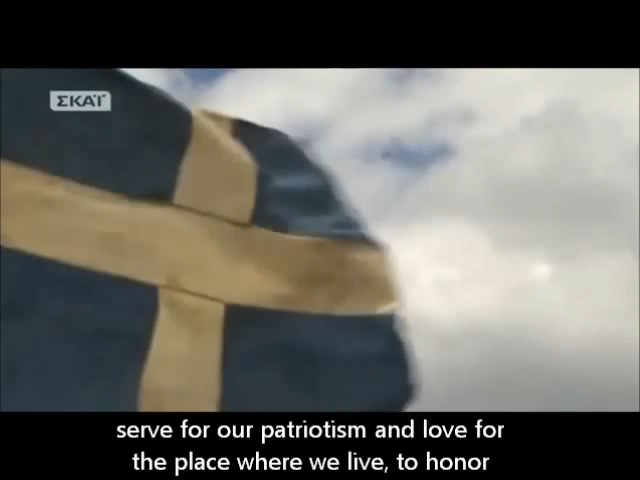 ΣΚΑΪ
serve for our patriotism and love for
the place where we live, to honor